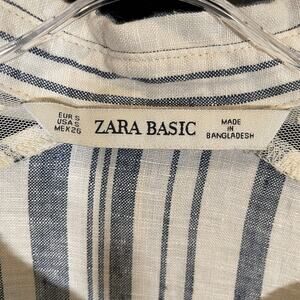 EUR S
USA S
MEX 26
ZARA BASIC
MADE
IN
BANGLADESH